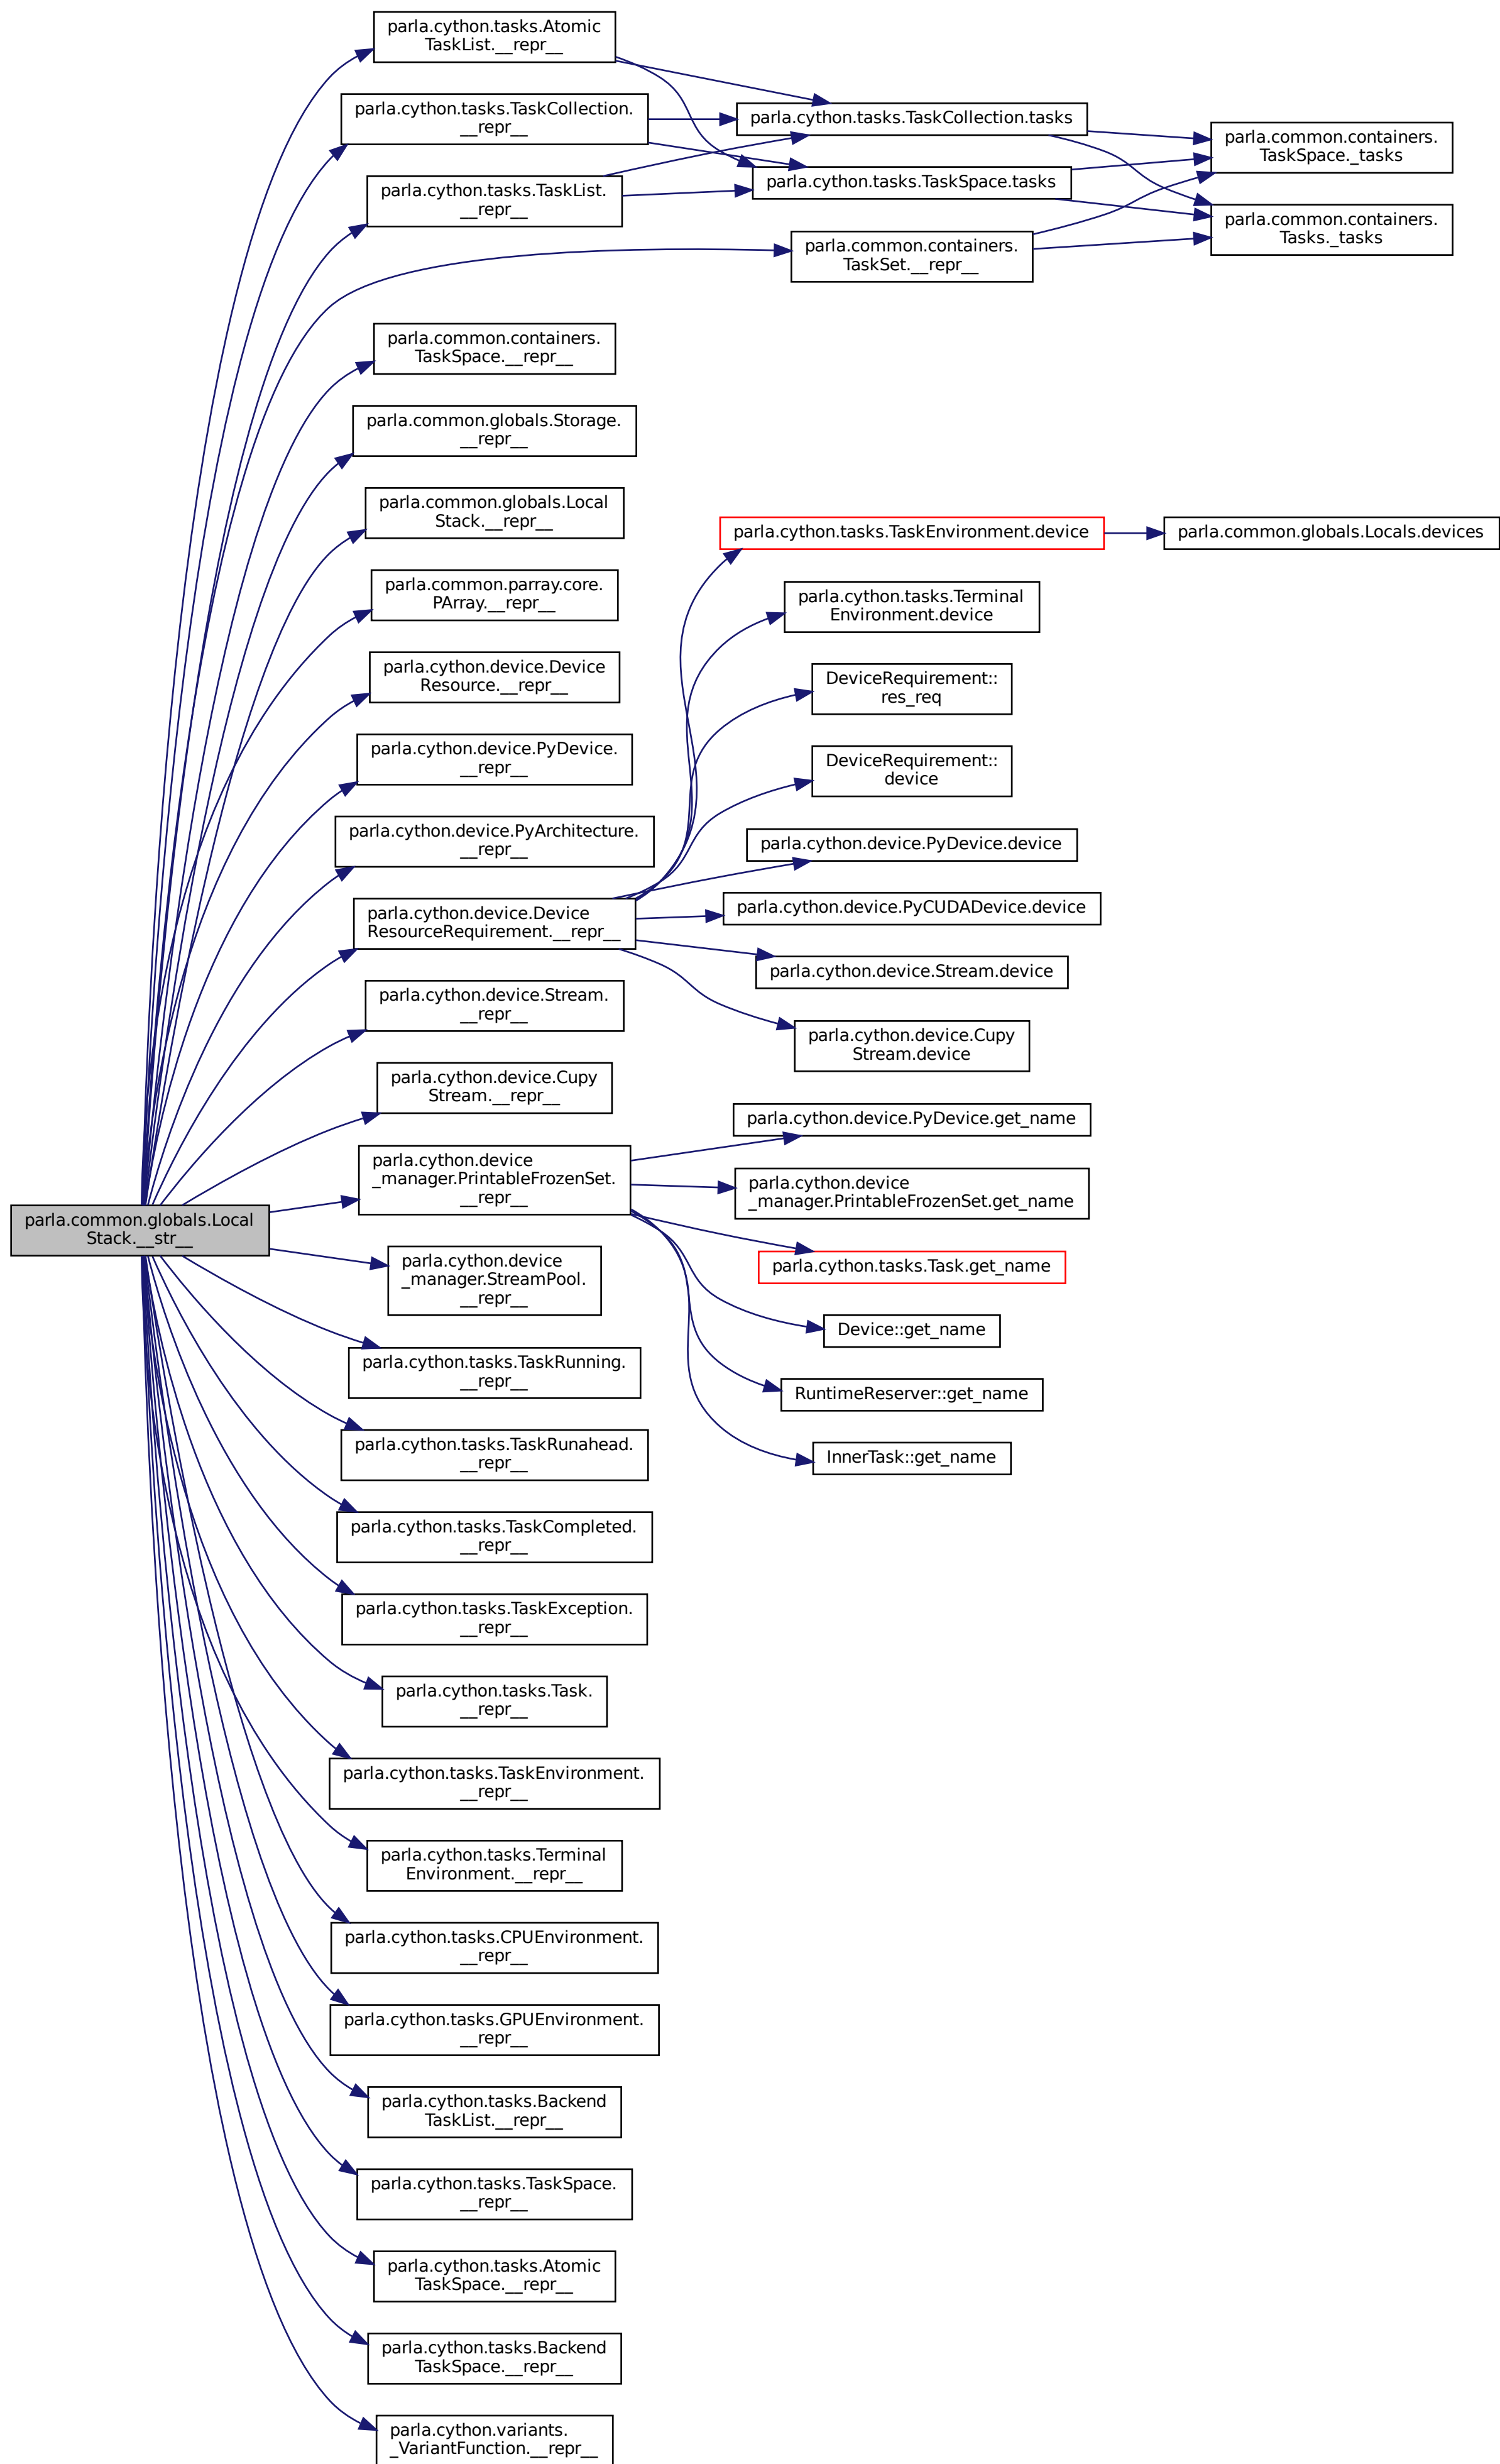 parla.common.globals.Local
Stack.__str__
parla.cython.tasks.Atomic
TaskList.__repr__
parla.cython.tasks.TaskCollection.
__repr__
parla.cython.tasks.TaskList.
__repr__
parla.common.containers.
TaskSet.__repr__
parla.cython.tasks.TaskCollection.tasks
parla.cython.tasks.TaskSpace.tasks
parla.common.containers.
TaskSpace._tasks
parla.common.containers.
Tasks._tasks
parla.common.containers.
TaskSpace.__repr__
parla.common.globals.Storage.
__repr__
parla.common.globals.Local
Stack.__repr__
parla.common.parray.core.
PArray.__repr__
parla.cython.device.Device
Resource.__repr__
parla.cython.device.PyDevice.
__repr__
parla.cython.device.PyArchitecture.
__repr__
parla.cython.device.Device
ResourceRequirement.__repr__
parla.cython.tasks.TaskEnvironment.device
parla.common.globals.Locals.devices
parla.cython.tasks.Terminal
Environment.device
DeviceRequirement::
res_req
DeviceRequirement::
device
parla.cython.device.PyDevice.device
parla.cython.device.PyCUDADevice.device
parla.cython.device.Stream.device
parla.cython.device.Cupy
Stream.device
parla.cython.device.Stream.
__repr__
parla.cython.device.Cupy
Stream.__repr__
parla.cython.device
_manager.PrintableFrozenSet.
__repr__
parla.cython.device.PyDevice.get_name
parla.cython.device
_manager.PrintableFrozenSet.get_name
parla.cython.tasks.Task.get_name
Device::get_name
RuntimeReserver::get_name
InnerTask::get_name
parla.cython.device
_manager.StreamPool.
__repr__
parla.cython.tasks.TaskRunning.
__repr__
parla.cython.tasks.TaskRunahead.
__repr__
parla.cython.tasks.TaskCompleted.
__repr__
parla.cython.tasks.TaskException.
__repr__
parla.cython.tasks.Task.
__repr__
parla.cython.tasks.TaskEnvironment.
__repr__
parla.cython.tasks.Terminal
Environment.__repr__
parla.cython.tasks.CPUEnvironment.
__repr__
parla.cython.tasks.GPUEnvironment.
__repr__
parla.cython.tasks.Backend
TaskList.__repr__
parla.cython.tasks.TaskSpace.
__repr__
parla.cython.tasks.Atomic
TaskSpace.__repr__
parla.cython.tasks.Backend
TaskSpace.__repr__
parla.cython.variants.
_VariantFunction.__repr__